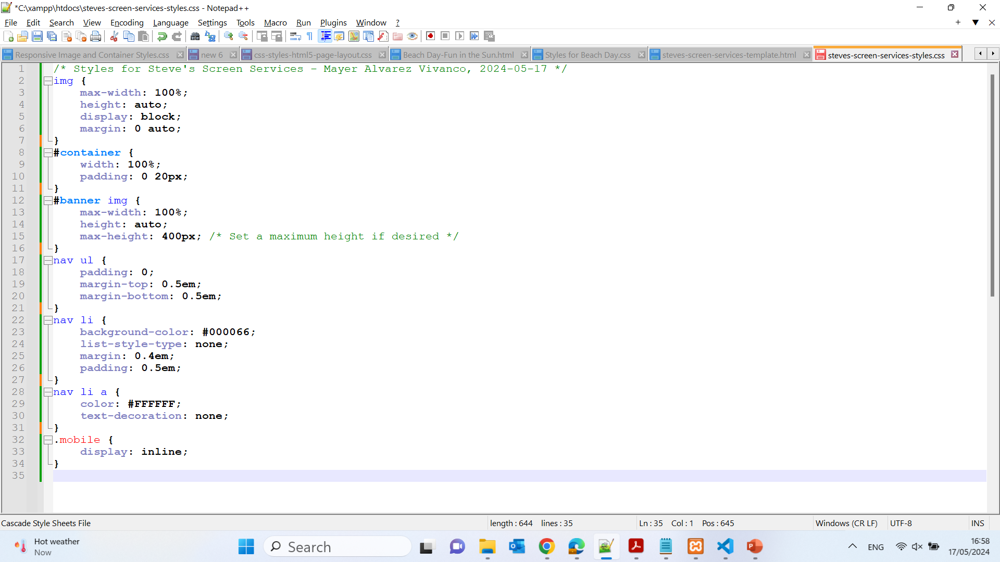 *C:\xampp\htdocs\steves-screen-services-styles.css - Notepad++
File Edit Search View Encoding Language Settings Tools Macro Run Plugins Window ?
Responsive Image and Container Styles.css new 6 css-styles-html5-page-layout.css Beach Day-Fun in the Sun.html Styles for Beach Day.css steves-screen-services-template.html steves-screen-services-styles.css
1 /* Styles for Steve's Screen Services - Mayer Alvarez Vivanco, 2024-05-17 */
2 img {
3 max-width: 100%;
4 height: auto;
5 display: block;
6 margin: 0 auto;
7 }
8 #container {
9 width: 100%;
10 padding: 0 20px;
11 }
12 #banner img {
13 max-width: 100%;
14 height: auto;
15 max-height: 400px; /* Set a maximum height if desired */
16 }
17 nav ul {
18 padding: 0;
19 margin-top: 0.5em;
20 margin-bottom: 0.5em;
21 }
22 nav li {
23 background-color: #000066;
24 list-style-type: none;
25 margin: 0.4em;
26 padding: 0.5em;
27 }
28 nav li a {
29 color: #FFFFFF;
30 text-decoration: none;
31 }
32 .mobile {
33 display: inline;
34 }
35
Cascade Style Sheets File length : 644 lines : 35 Ln : 35 Col : 1 Pos : 645 Windows (CR LF) UTF-8 INS
Hot weather
Now
Search
ENG
16:58
17/05/2024